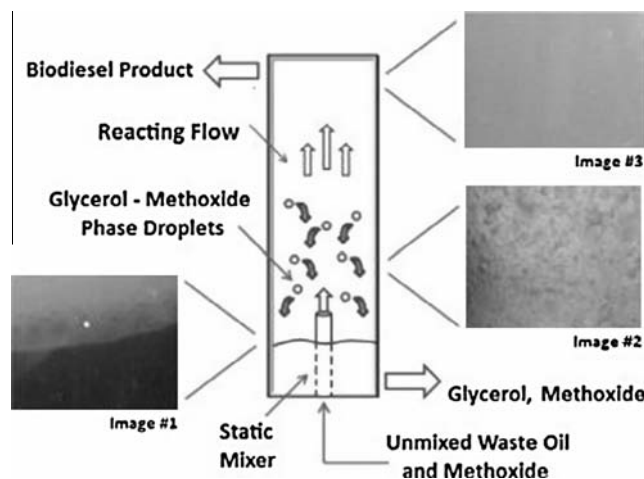 Biodiesel Product
Reacting Flow
Image #3
Glycerol - Methoxide
Phase Droplets
Image #2
Glycerol, Methoxide
Image #1
Static
Mixer
Unmixed Waste Oil
and Methoxide